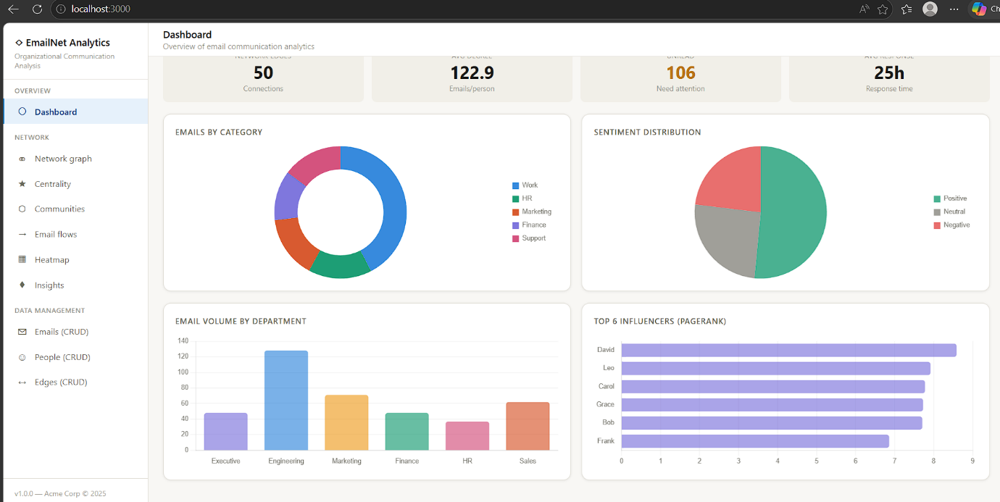 localhost:3000
Ch
EmailNet Analytics
Organizational Communication
Analysis
OVERVIEW
Dashboard
NETWORK
Network graph
Centrality
Communities
Email flows
Heatmap
Insights
DATA MANAGEMENT
Emails (CRUD)
People (CRUD)
Edges (CRUD)
v1.0.0 — Acme Corp © 2025
Dashboard
Overview of email communication analytics
NETWORK EDGES
50
Connections
AVG DEGREE
122.9
Emails/person
UNREAD
106
Need attention
AVG RESPONSE
25h
Response time
EMAILS BY CATEGORY
Work
HR
Marketing
Finance
Support
SENTIMENT DISTRIBUTION
Positive
Neutral
Negative
EMAIL VOLUME BY DEPARTMENT
140
120
100
80
60
40
20
0
Executive Engineering Marketing Finance HR Sales
TOP 6 INFLUENCERS (PAGERANK)
David
Leo
Carol
Grace
Bob
Frank
0 1 2 3 4 5 6 7 8 9